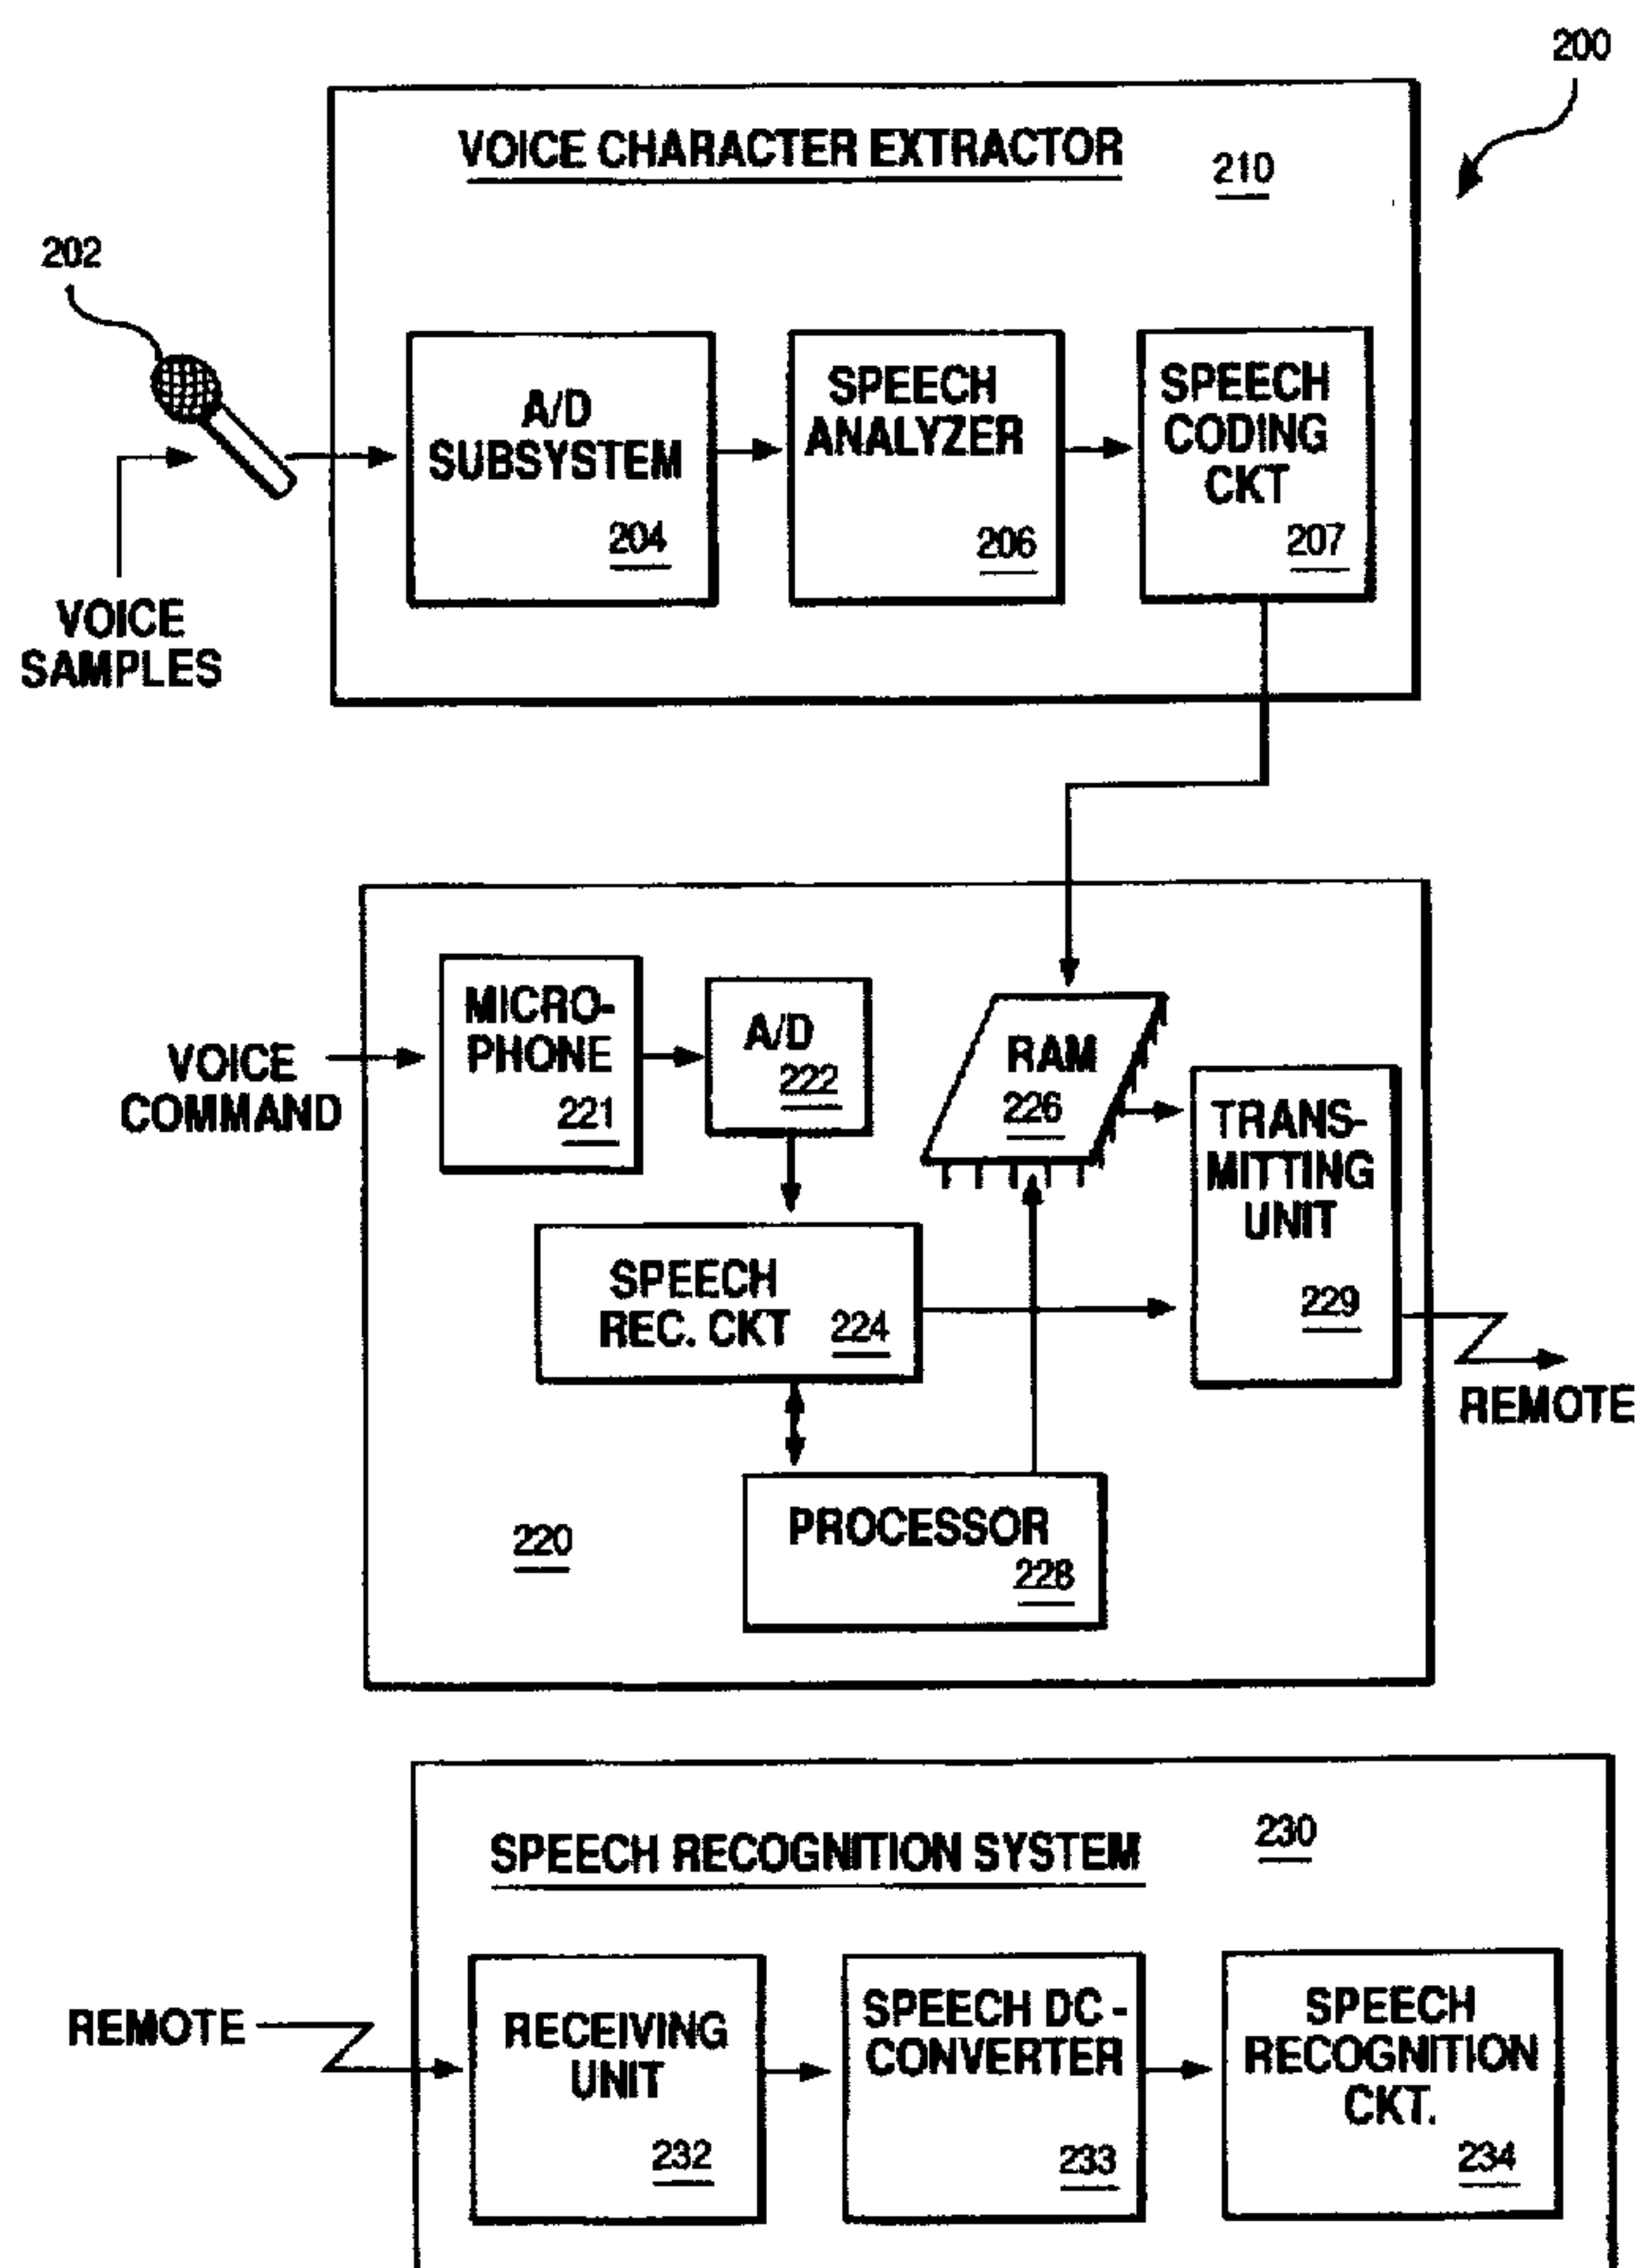 200
VOICE CHARACTER EXTRACTOR
210
202
A/D
SUBSYSTEM
204
SPEECH
ANALYZER
206
SPEECH
CODING
CKT
207
VOICE
SAMPLES
MICRO-
PHONE
221
A/D
222
RAM
226
VOICE
COMMAND
TRANS-
MITTING
UNIT
229
SPEECH
REC. CKT
224
REMOTE
PROCESSOR
228
220
SPEECH RECOGNITION SYSTEM
230
REMOTE
RECEIVING
UNIT
232
SPEECH DC-
CONVERTER
233
SPEECH
RECOGNITION
CKT.
234